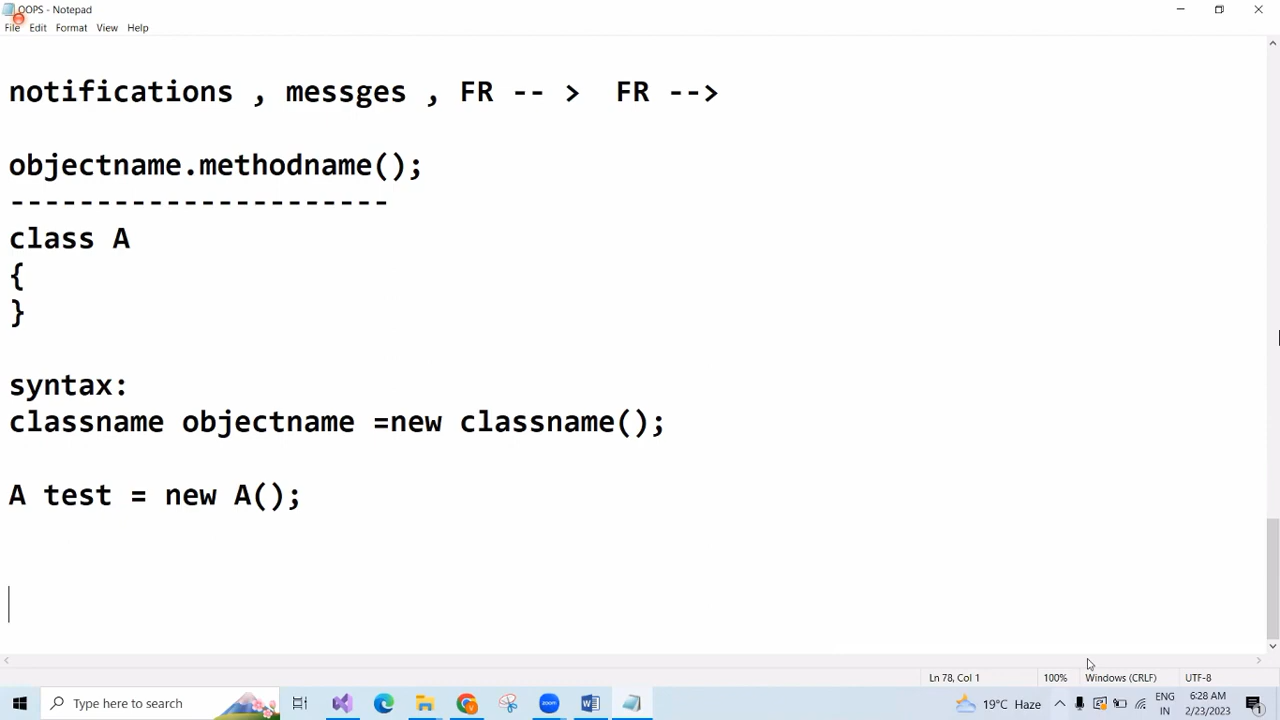 OOPS - Notepad
File Edit Format View Help
notifications , messges , FR -- > FR -->
objectname.methodname();
----------------------
class A
{
}
syntax:
classname objectname =new classname();
A test = new A();
Ln 78, Col 1 100% Windows (CRLF) UTF-8
Type here to search
zoom
19°C Haze
ENG
IN
6:28 AM
2/23/2023
1